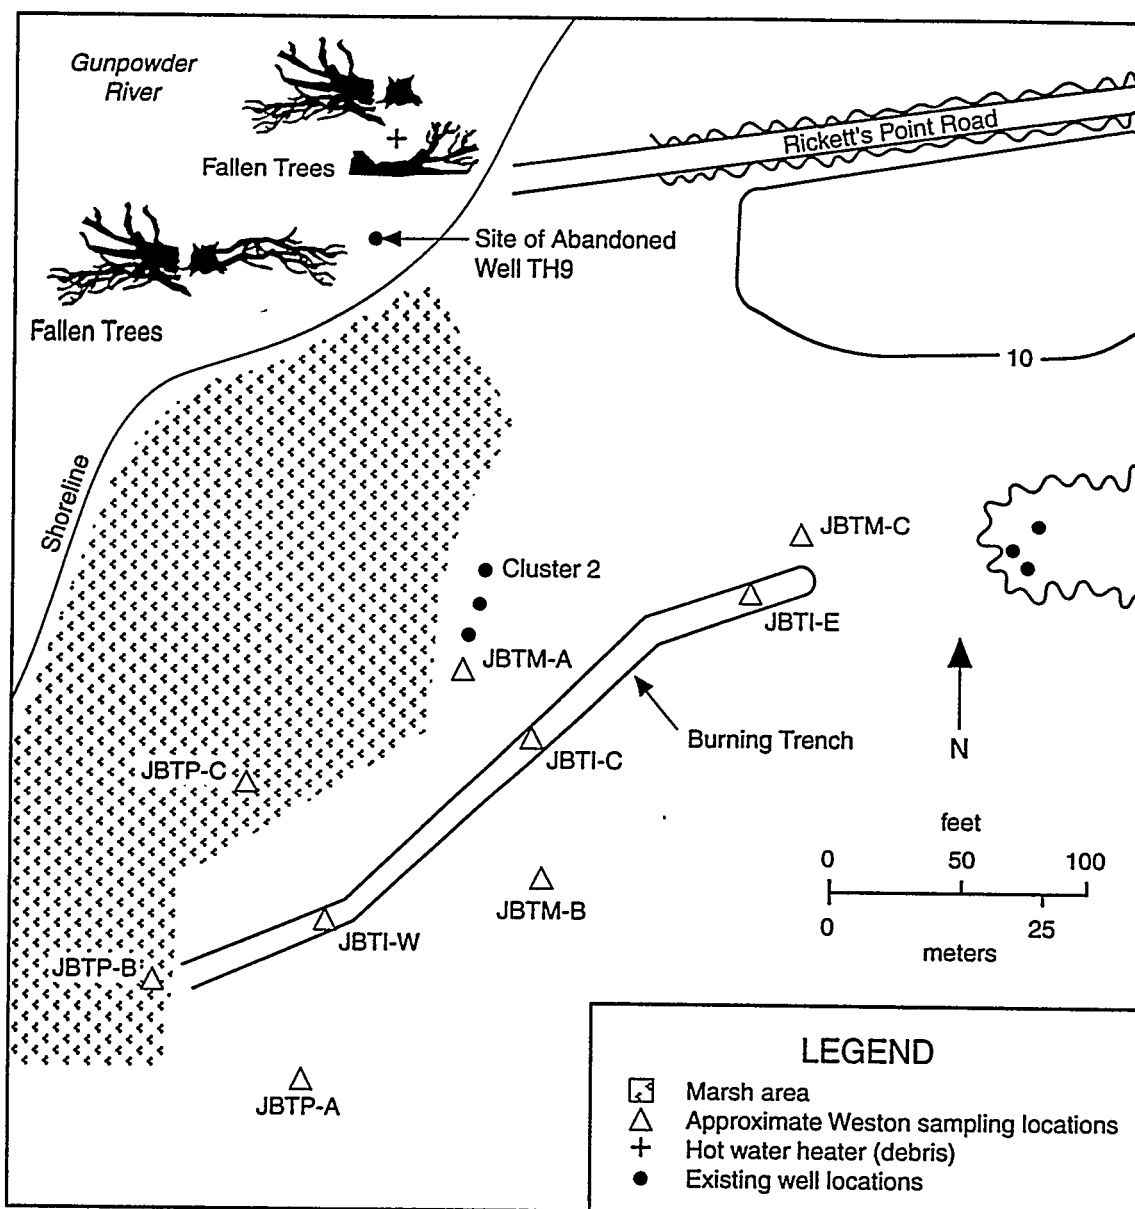 Gunpowder
River
Fallen Trees
Rickett's Point Road
Site of Abandoned
Well TH9
Fallen Trees
10
Shoreline
JBTM-C
Cluster 2
JBTI-E
JBTM-A
Burning Trench
JBTI-C
N
JBTP-C
feet
0 50 100
0 25
meters
JBTM-B
JBTI-W
JBTP-B
JBTP-A
LEGEND
Marsh area
Approximate Weston sampling locations
Hot water heater (debris)
Existing well locations